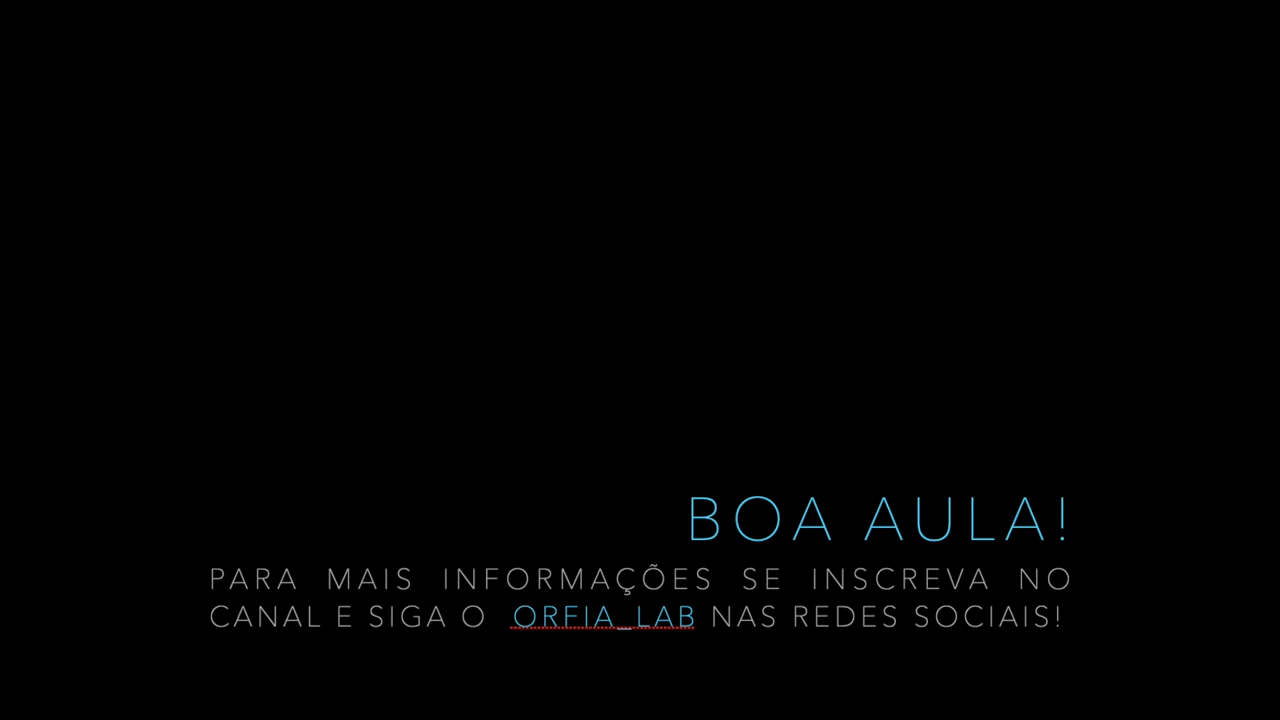 BOA AULA!
PARA MAIS INFORMAÇÕES SE INSCREVA NO
CANAL E SIGA O ORFIA_LAB NAS REDES SOCIAIS!